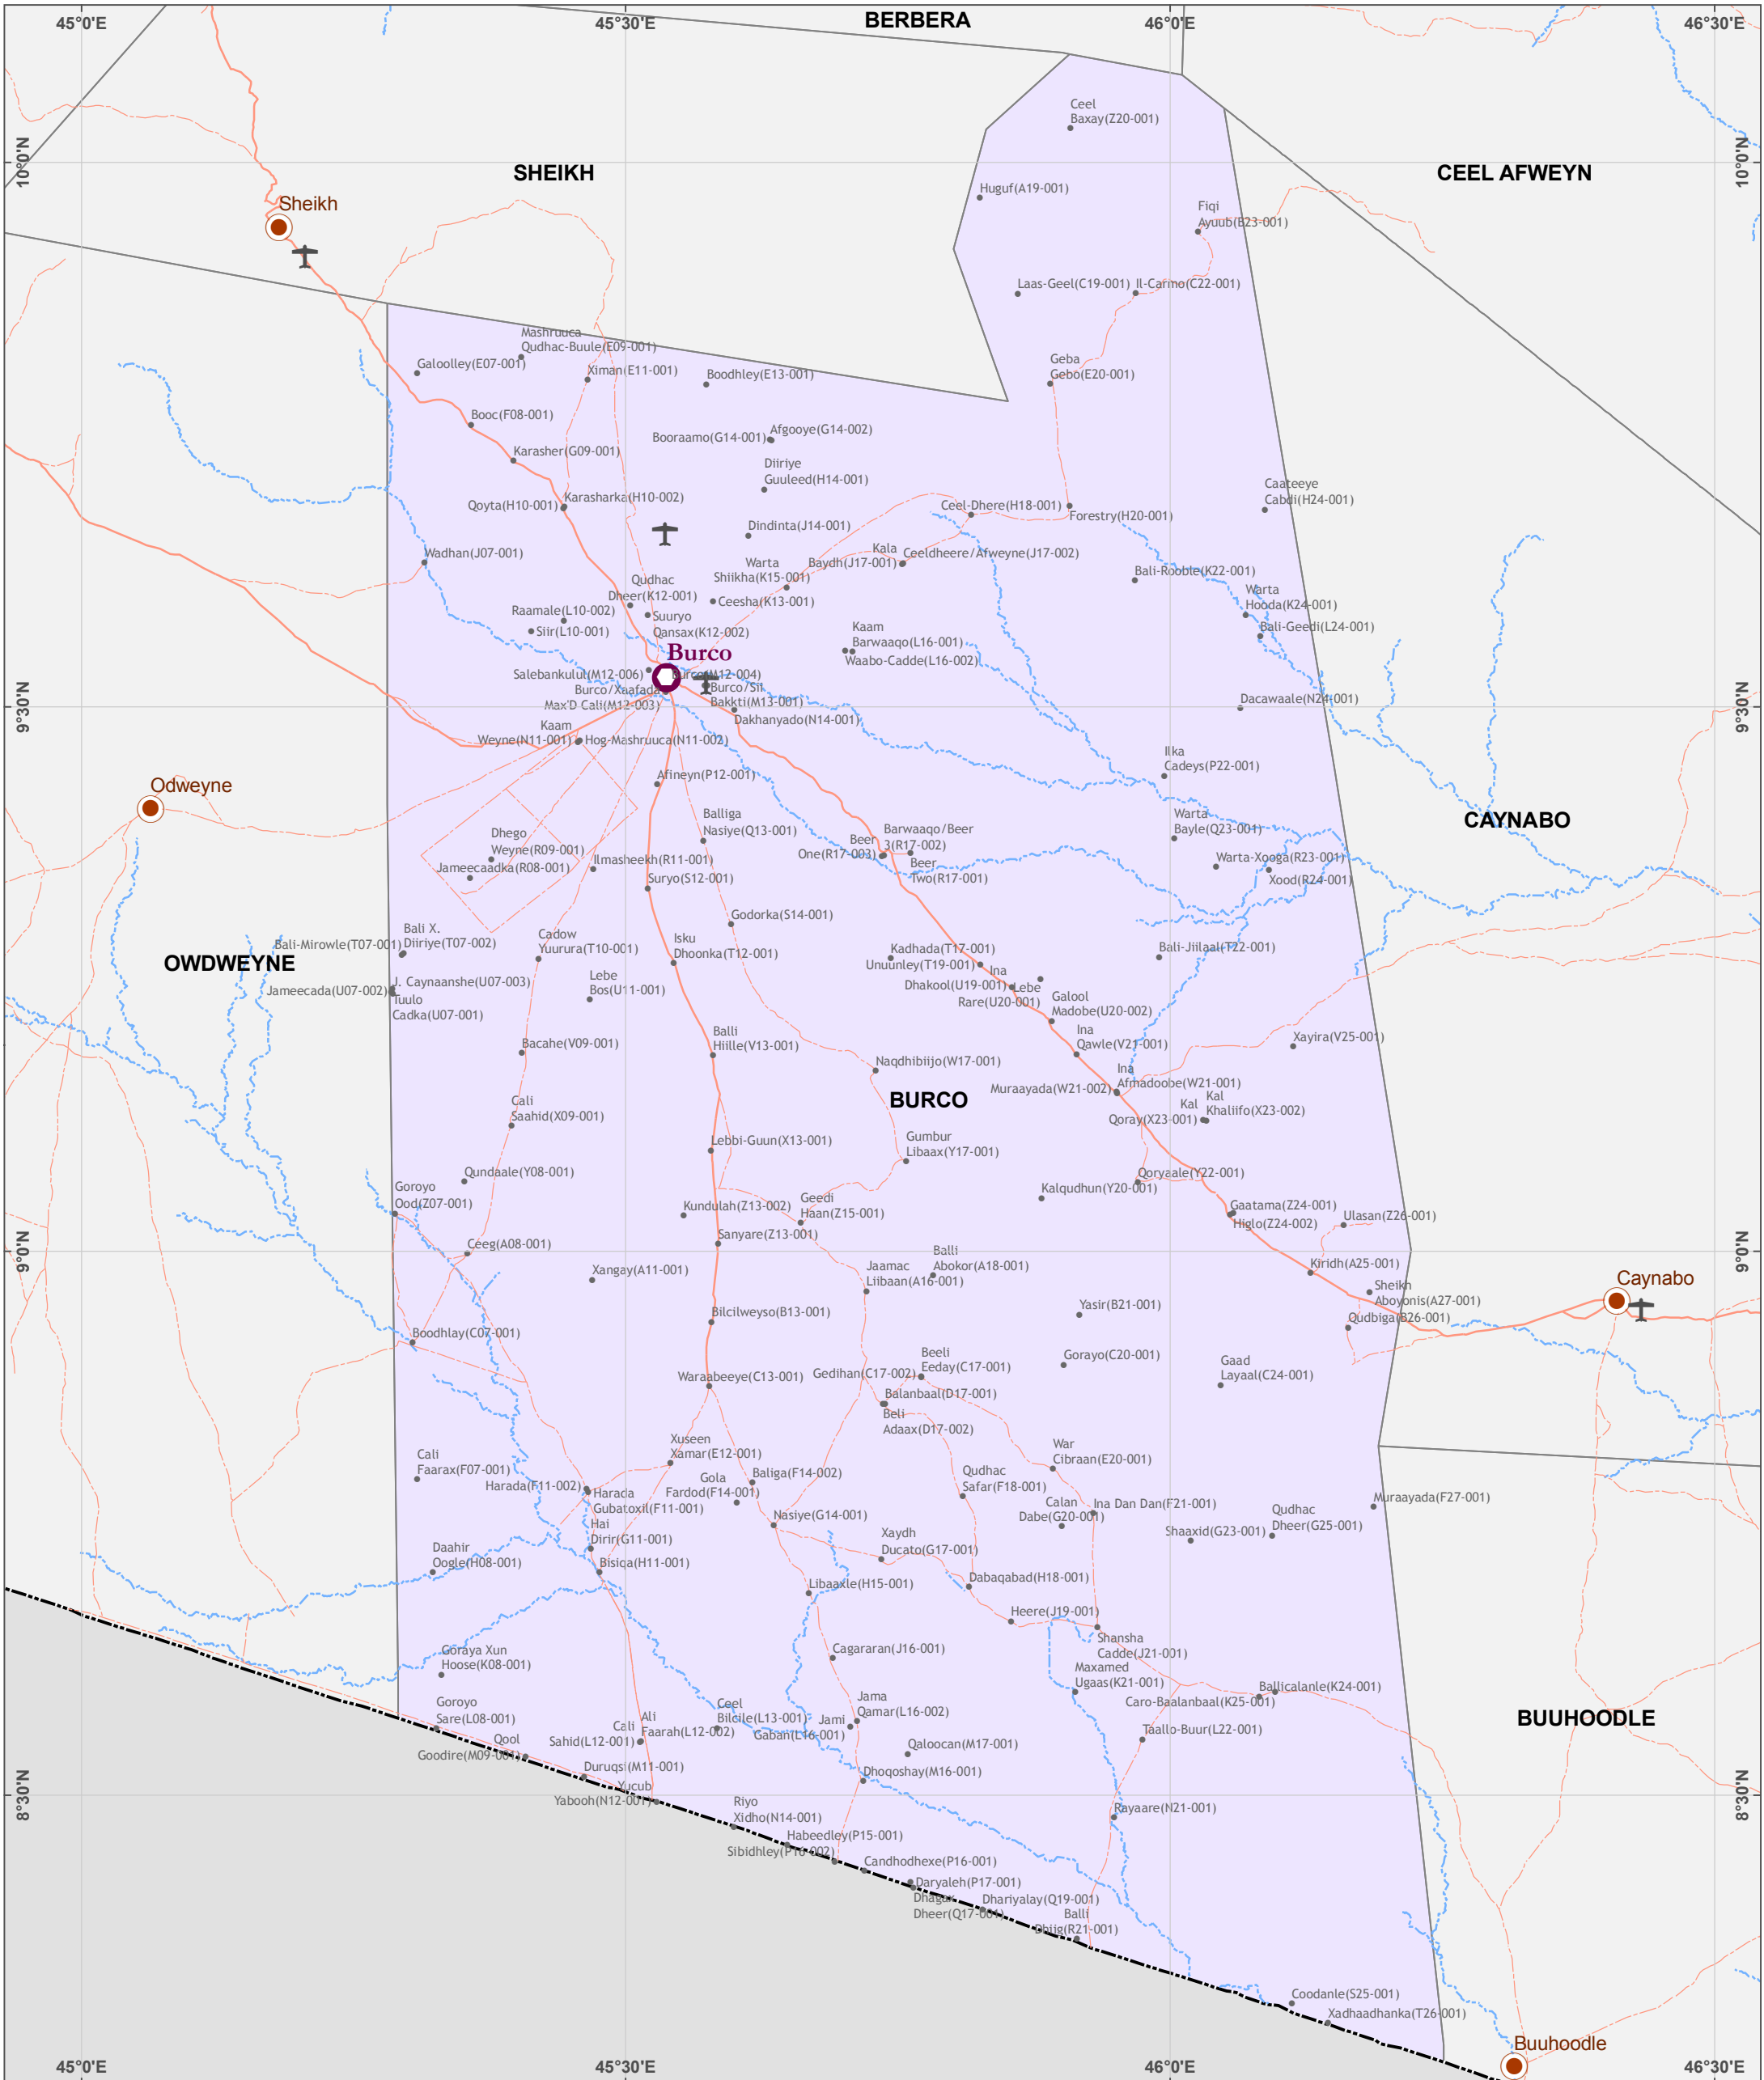 45°0'E
45°30'E
BERBERA
46°0'E
46°30'E
Ceel
Baxay(Z20-001)
10°0'N
10°0'N
SHEIKH
CEEL AFWEYN
Huguf(A19-001)
Sheikh
Fiqi
Ayuub(B23-001)
Laas-Geel(C19-001)
Il-Carmo(C22-001)
Mashruuca
Qudhac-Buule(E09-001)
Galoolley(E07-001)
Ximan(E11-001)
Boodhley(E13-001)
Geba
Gebo(E20-001)
Booc(F08-001)
Booraamo(G14-001)
Afgooye(G14-002)
Karasher(G09-001)
Diiriye
Guuleed(H14-001)
Karasharka(H10-002)
Qoyta(H10-001)
Ceel-Dhere(H18-001)
Forestry(H20-001)
Caateeye
Cabdi(H24-001)
Dindinta(J14-001)
Wadhan(J07-001)
Kala
Baydh(J17-001)
Ceeldheere/Afweyne(J17-002)
Warta
Shiikha(K15-001)
Bali-Rooble(K22-001)
Qudhac
Dheer(K12-001)
Ceesha(K13-001)
Warta
Hooda(K24-001)
Raamale(L10-002)
Suuryo
Qansax(K12-002)
Siir(L10-001)
Kaam
Barwaaqo(L16-001)
Waabo-Cadde(L16-002)
Bali-Geedi(L24-001)
Burco
Salebankulul(M12-006)
Burco(M12-004)
Burco/Xaafada
Max'D Cali(M12-003)
Burco/Sil
Bakkti(M13-001)
Dakhanyado(N14-001)
Dacawaale(N24-001)
9°30'N
9°30'N
Kaam
Weyne(N11-001)
Hog-Mashruuca(N11-002)
Afineyn(P12-001)
Ilka
Cadeys(P22-001)
Odweyne
CAYNABO
Balliga
Nasiye(Q13-001)
Warta
Bayle(Q23-001)
Dhego
Weyne(R09-001)
Jameecaadka(R08-001)
Ilmasheekh(R11-001)
Beer
One(R17-003)
Barwaaqo/Beer
3(R17-002)
Beer
Two(R17-001)
Warta-Xooga(R23-001)
Xood(R24-001)
Suryo(S12-001)
Godorka(S14-001)
Bali X.
Diiriye(T07-002)
Bali-Mirowle(T07-001)
Cadow
Yuurura(T10-001)
Isku
Dhoonka(T12-001)
Kadhada(T17-001)
Unuunley(T19-001)
Bali-Jiilaal(T22-001)
OWDWEYNE
J. Caynaanshe(U07-003)
Jameecada(U07-002)
Tuulo
Cadka(U07-001)
Lebe
Bos(U11-001)
Ina
Dhakool(U19-001)
Lebe
Rare(U20-001)
Galool
Madobe(U20-002)
Balli
Hiille(V13-001)
Bacahe(V09-001)
Ina
Qawle(V21-001)
Xayira(V25-001)
Naqdhibiijo(W17-001)
Muraayada(W21-002)
Ina
Afmadoobe(W21-001)
BURCO
Cali
Saahid(X09-001)
Kal
Qoray(X23-001)
Kal
Khaliifo(X23-002)
Lebbi-Guun(X13-001)
Gumbur
Libaax(Y17-001)
Qundaale(Y08-001)
Qoryaale(Y22-001)
Kalqudhun(Y20-001)
Goroyo
Ood(Z07-001)
Kundulah(Z13-002)
Geedi
Haan(Z15-001)
Gaatama(Z24-001)
Higlo(Z24-002)
Ulasan(Z26-001)
Sanyare(Z13-001)
9°0'N
9°0'N
Ceeg(A08-001)
Xangay(A11-001)
Balli
Abokor(A18-001)
Jaamac
Liibaan(A16-001)
Kiridh(A25-001)
Sheikh
Aboyonis(A27-001)
Caynabo
Bilcilweyso(B13-001)
Yasir(B21-001)
Qudbiga(B26-001)
Boodhlay(C07-001)
Waraabeeye(C13-001)
Gedihan(C17-002)
Beeli
Eeday(C17-001)
Gorayo(C20-001)
Gaad
Layaal(C24-001)
Balanbaal(D17-001)
Beli
Adaax(D17-002)
Xuseen
Xamar(E12-001)
War
Cibraan(E20-001)
Cali
Faarax(F07-001)
Harada(F11-002)
Harada
Gubatoxil(F11-001)
Gola
Fardod(F14-001)
Baliga(F14-002)
Qudhac
Safar(F18-001)
Ina Dan Dan(F21-001)
Muraayada(F27-001)
Calan
Dabe(G20-001)
Hai
Dirir(G11-001)
Nasiye(G14-001)
Xaydh
Ducato(G17-001)
Shaaxid(G23-001)
Qudhac
Dheer(G25-001)
Daahir
Oogle(H08-001)
Bisiqa(H11-001)
Libaaxle(H15-001)
Dabaqabad(H18-001)
Heere(J19-001)
Shansha
Cadde(J21-001)
Cagararan(J16-001)
Goraya Xun
Hoose(K08-001)
Maxamed
Ugaas(K21-001)
Ballicalanle(K24-001)
Caro-Baalanbaal(K25-001)
Goroyo
Sare(L08-001)
Cali
Sahid(L12-001)
Ali
Faarah(L12-002)
Ceel
Bilcile(L13-001)
Jama
Qamar(L16-002)
Jami
Gaban(L16-001)
Taallo-Buur(L22-001)
BUUHOODLE
Qool
Goodire(M09-001)
Duruqsi(M11-001)
Qaloocan(M17-001)
Dhoqoshay(M16-001)
8°30'N
8°30'N
Yucub
Yabooh(N12-001)
Riyo
Xidho(N14-001)
Rayaare(N21-001)
Habeedley(P15-001)
Sibidhley(P16-002)
Candhodhexe(P16-001)
Daryaleh(P17-001)
Dhagax
Dheer(Q17-001)
Dhariyalay(Q19-001)
Balli
Dhiig(R21-001)
Coodanle(S25-001)
Xadhaadhanka(T26-001)
Buuhoodle
45°0'E
45°30'E
46°0'E
46°30'E